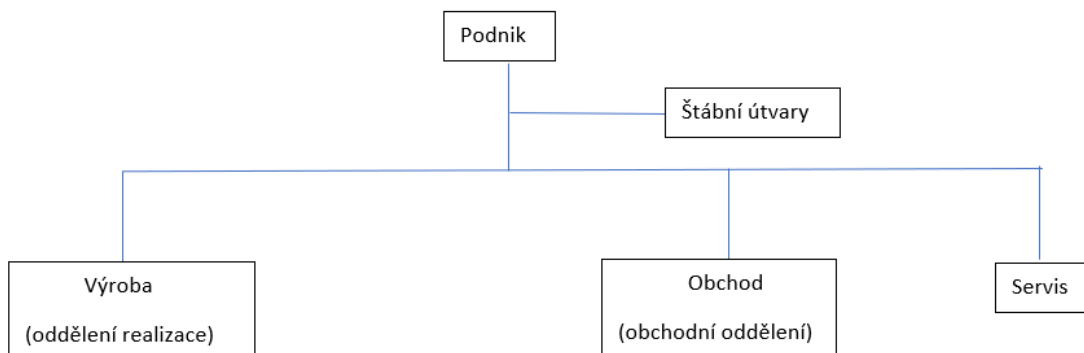 Podnik
Štábní útvary
Výroba
(oddělení realizace)
Obchod
(obchodní oddělení)
Servis